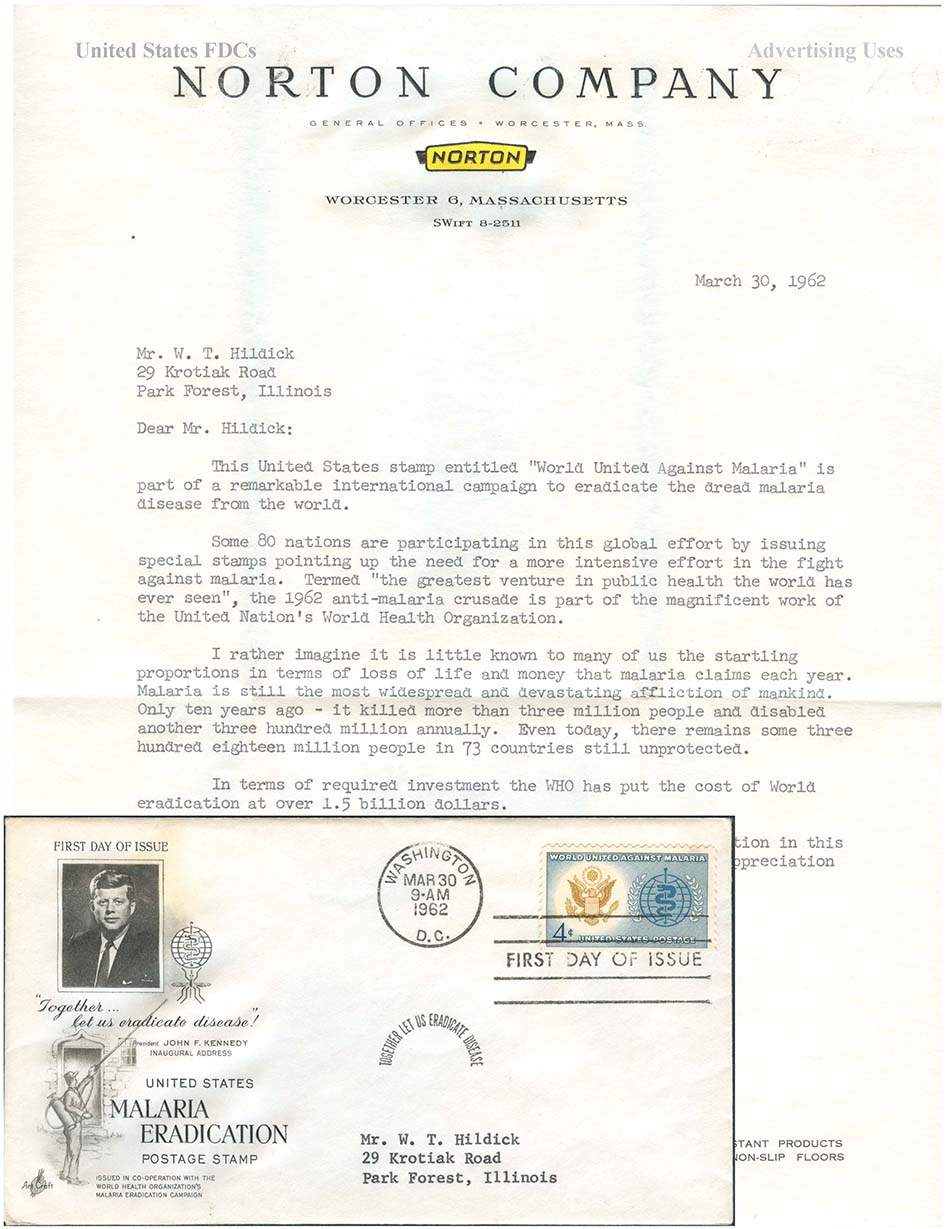 United States FDCs
Advertising Uses
NORTON COMPANY
GENERAL OFFICES • WORCESTER, MASS.
NORTON
WORCESTER 6, MASSACHUSETTS
SWIFT 8-2511
March 30, 1962
Mr. W. T. Hildick
29 Krotiak Road
Park Forest, Illinois
Dear Mr. Hildick:
This United States stamp entitled "World United Against Malaria" is
part of a remarkable international campaign to eradicate the dread malaria
disease from the world.
Some 80 nations are participating in this global effort by issuing
special stamps pointing up the need for a more intensive effort in the fight
against malaria. Termed "the greatest venture in public health the world has
ever seen", the 1962 anti-malaria crusade is part of the magnificent work of
the United Nation's World Health Organization.
I rather imagine it is little known to many of us the startling
proportions in terms of loss of life and money that malaria claims each year.
Malaria is still the most widespread and devastating affliction of mankind.
Only ten years ago - it killed more than three million people and disabled
another three hundred million annually. Even today, there remains some three
hundred eighteen million people in 73 countries still unprotected.
In terms of required investment the WHO has put the cost of World
eradication at over 1.5 billion dollars.
tion in this
ppreciation
STANT PRODUCTS
NON-SLIP FLOORS
FIRST DAY OF ISSUE
"Together ...
let us eradicate disease!"
President JOHN F. KENNEDY
INAUGURAL ADDRESS
UNITED STATES
MALARIA
ERADICATION
POSTAGE STAMP
ISSUED IN CO-OPERATION WITH THE
WORLD HEALTH ORGANIZATION'S
MALARIA ERADICATION CAMPAIGN
Art Craft
WASHINGTON
MAR 30
9-AM
1962
D.C.
WORLD UNITED AGAINST MALARIA
4¢ UNITED STATES POSTAGE
FIRST DAY OF ISSUE
TOGETHER LET US ERADICATE DISEASE
Mr. W. T. Hildick
29 Krotiak Road
Park Forest, Illinois